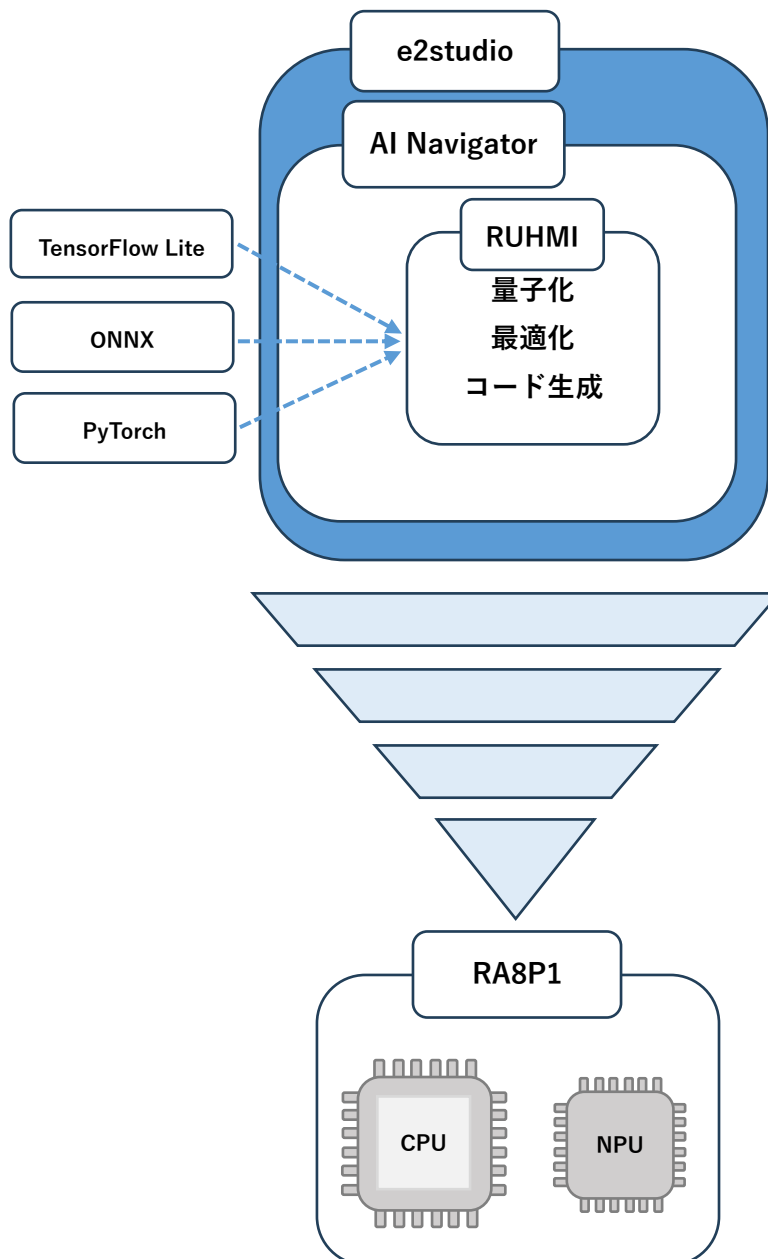 e2studio
AI Navigator
TensorFlow Lite
ONNX
PyTorch
RUHMI
量子化
最適化
コード生成
RA8P1
CPU
NPU